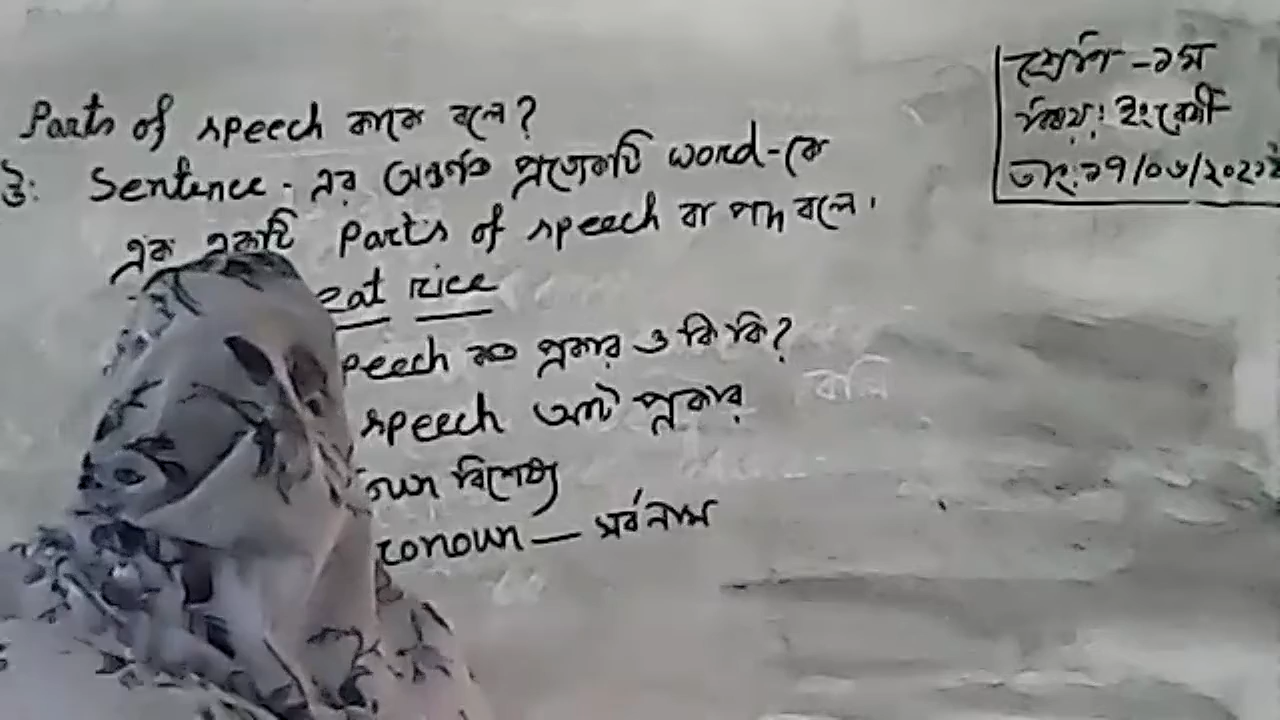 Parts of speech কাকে বলে?
উঃ Sentence - এর অন্তর্গত প্রত্যেকটি word-কে
এক একটি Parts of speech বা পদ বলে।
eat rice
peech কত প্রকার ও কি কি?
speech আট প্রকার
oun বিশেষ্য
ronoun — সর্বনাম
শ্রেণি -১ম
বিষয়: ইংরেজী